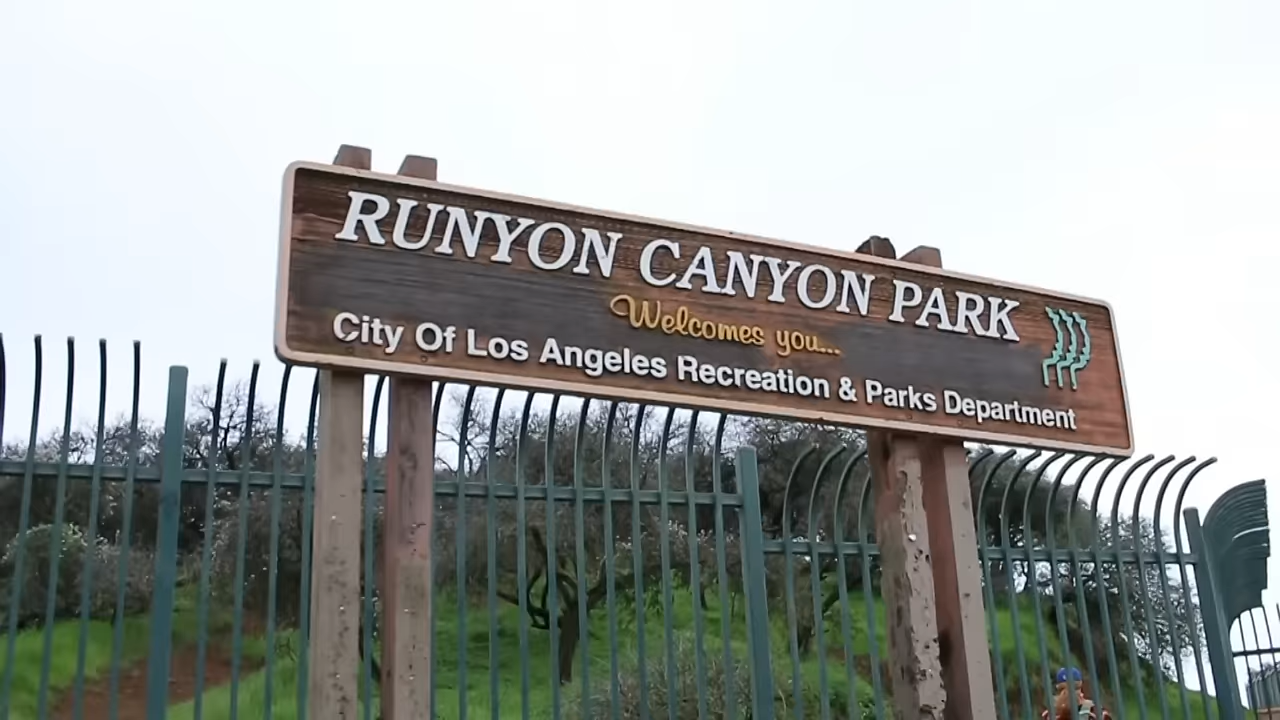 RUNYON CANYON PARK
Welcomes you...
City Of Los Angeles Recreation & Parks Department